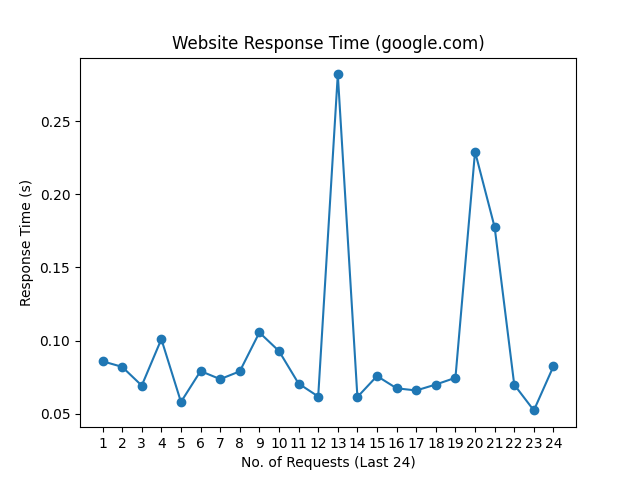 Website Response Time (google.com)
0.25
0.20
0.15
0.10
0.05
Response Time (s)
1 2 3 4 5 6 7 8 9 10 11 12 13 14 15 16 17 18 19 20 21 22 23 24
No. of Requests (Last 24)